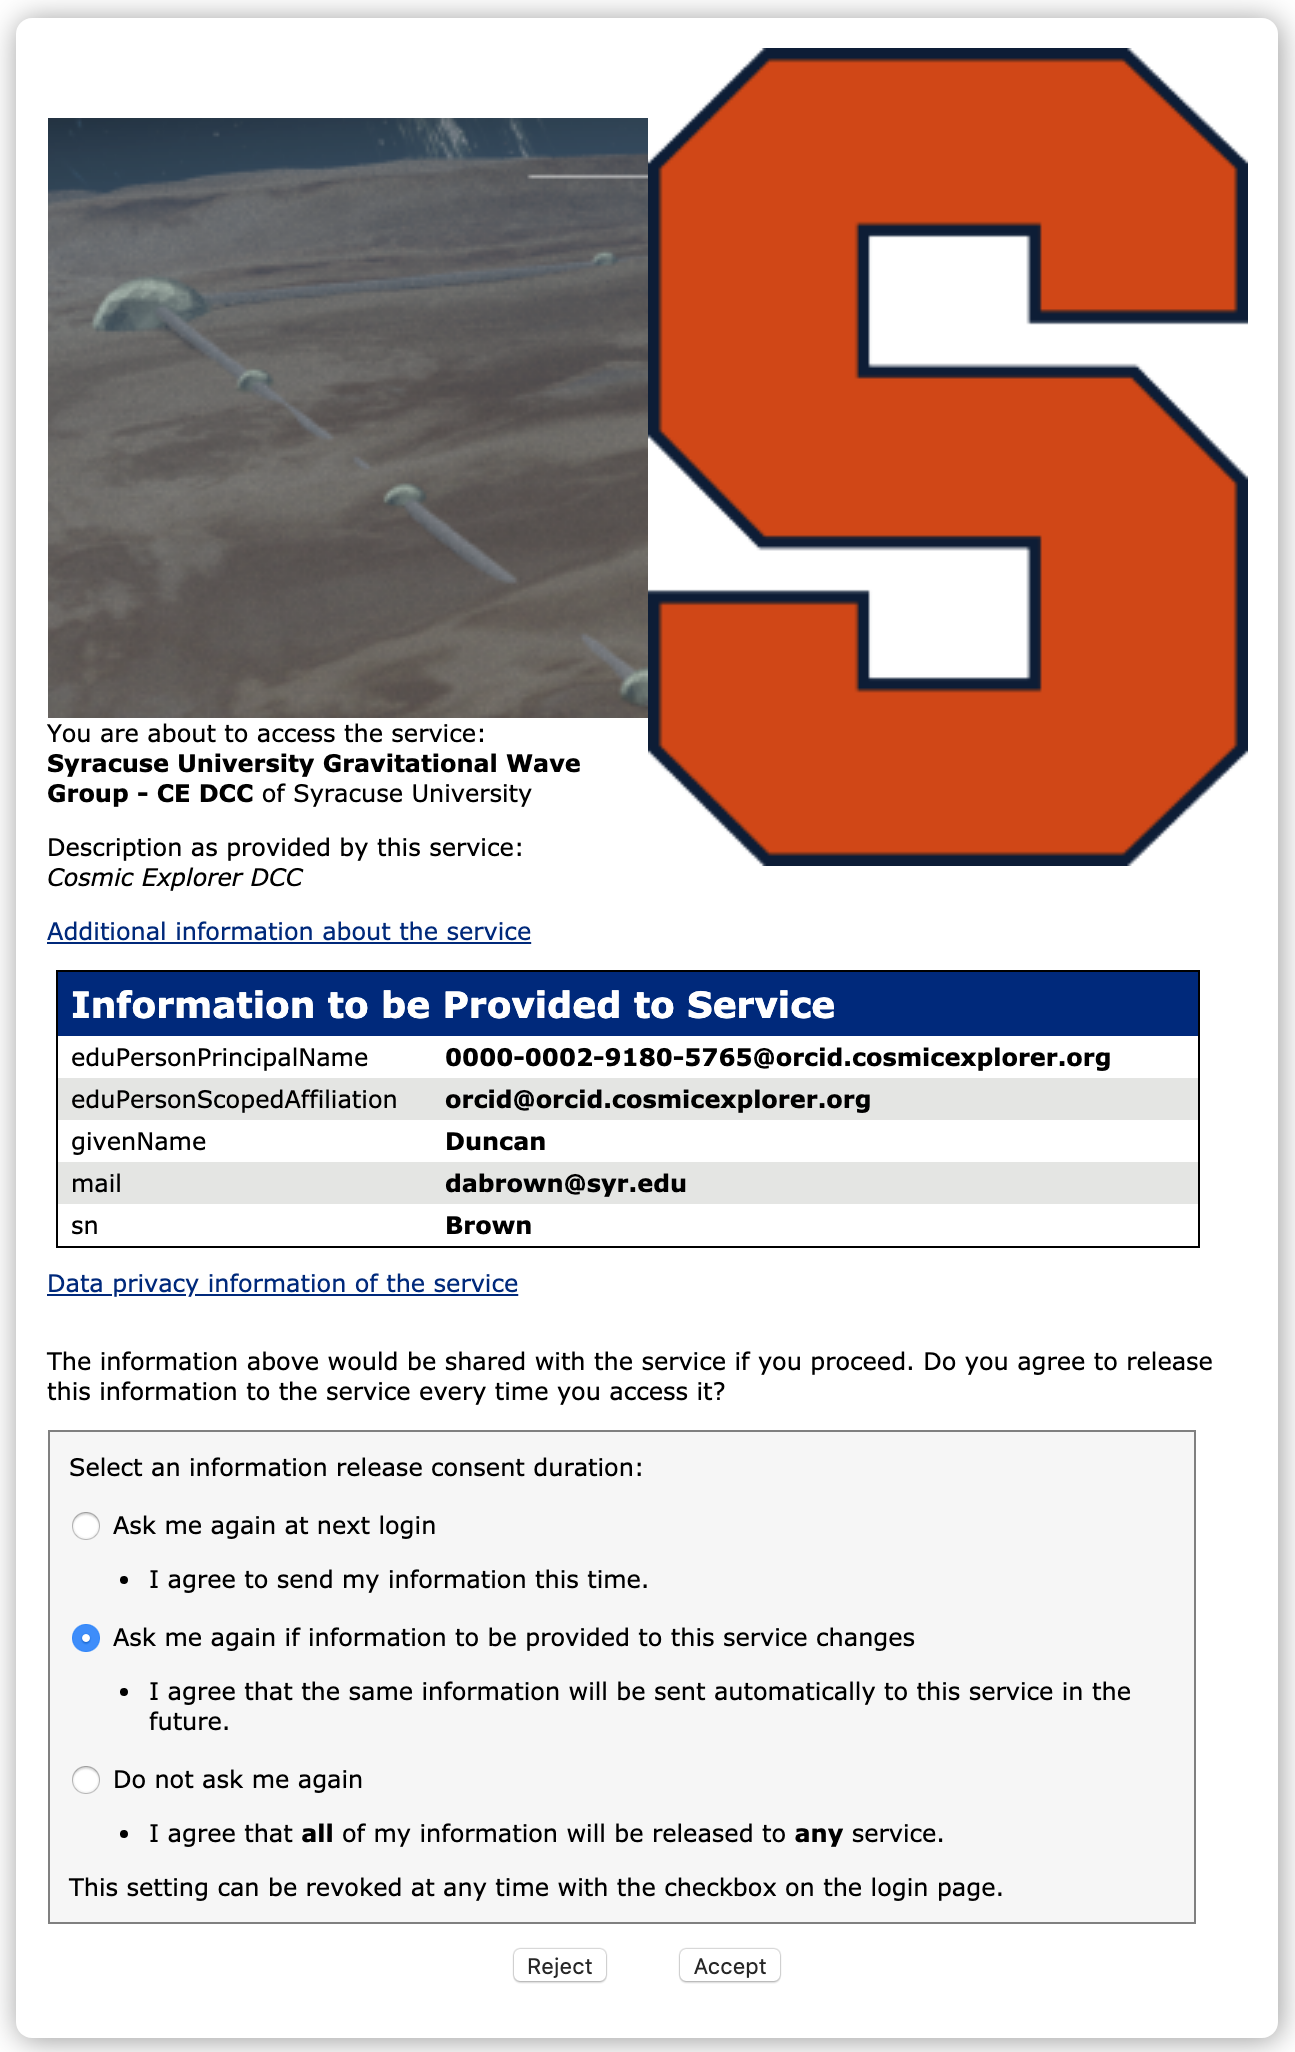 S
You are about to access the service:
Syracuse University Gravitational Wave
Group - CE DCC of Syracuse University
Description as provided by this service:
Cosmic Explorer DCC
Additional information about the service
Information to be Provided to Service
eduPersonPrincipalName 0000-0002-9180-5765@orcid.cosmicexplorer.org
eduPersonScopedAffiliation orcid@orcid.cosmicexplorer.org
givenName Duncan
mail dabrown@syr.edu
sn Brown
Data privacy information of the service
The information above would be shared with the service if you proceed. Do you agree to release
this information to the service every time you access it?
Select an information release consent duration:
Ask me again at next login
• I agree to send my information this time.
Ask me again if information to be provided to this service changes
• I agree that the same information will be sent automatically to this service in the
future.
Do not ask me again
• I agree that all of my information will be released to any service.
This setting can be revoked at any time with the checkbox on the login page.
Reject Accept